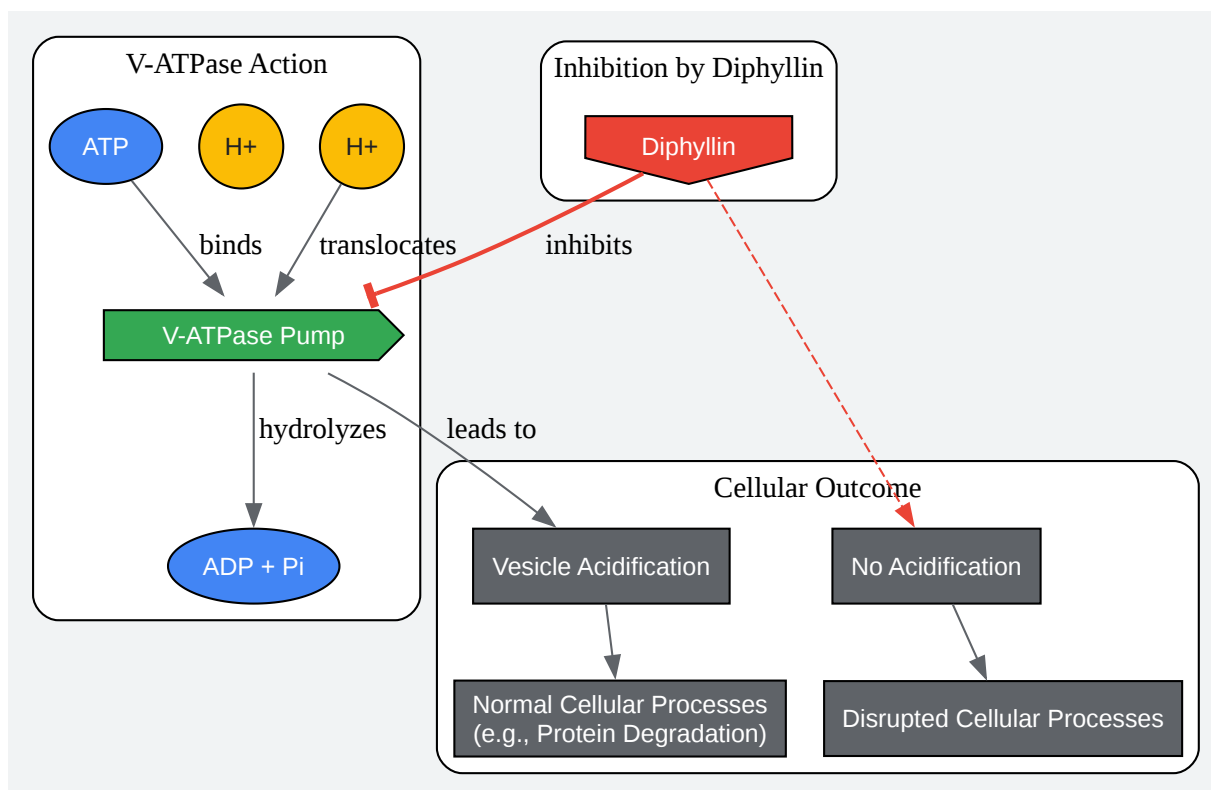 V-ATPase Action
Inhibition by Diphyllin
ATP
H+
H+
Diphyllin
binds
translocates
inhibits
V-ATPase Pump
hydrolyzes
leads to
Cellular Outcome
ADP + Pi
Vesicle Acidification
No Acidification
Normal Cellular Processes
(e.g., Protein Degradation)
Disrupted Cellular Processes